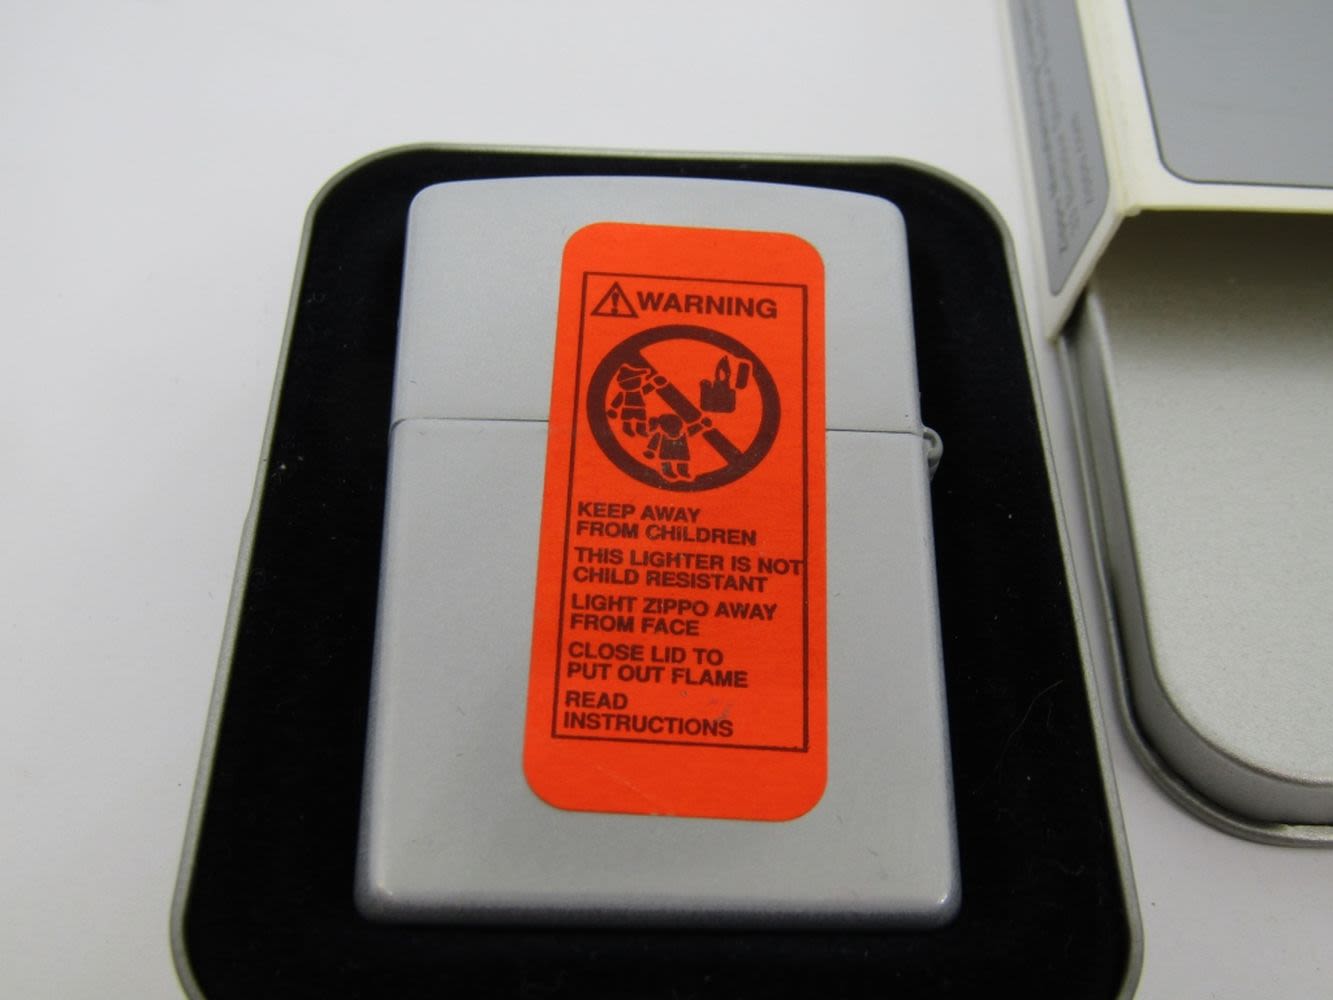 WARNING
KEEP AWAY
FROM CHILDREN
THIS LIGHTER IS NOT
CHILD RESISTANT
LIGHT ZIPPO AWAY
FROM FACE
CLOSE LID TO
PUT OUT FLAME
READ
INSTRUCTIONS